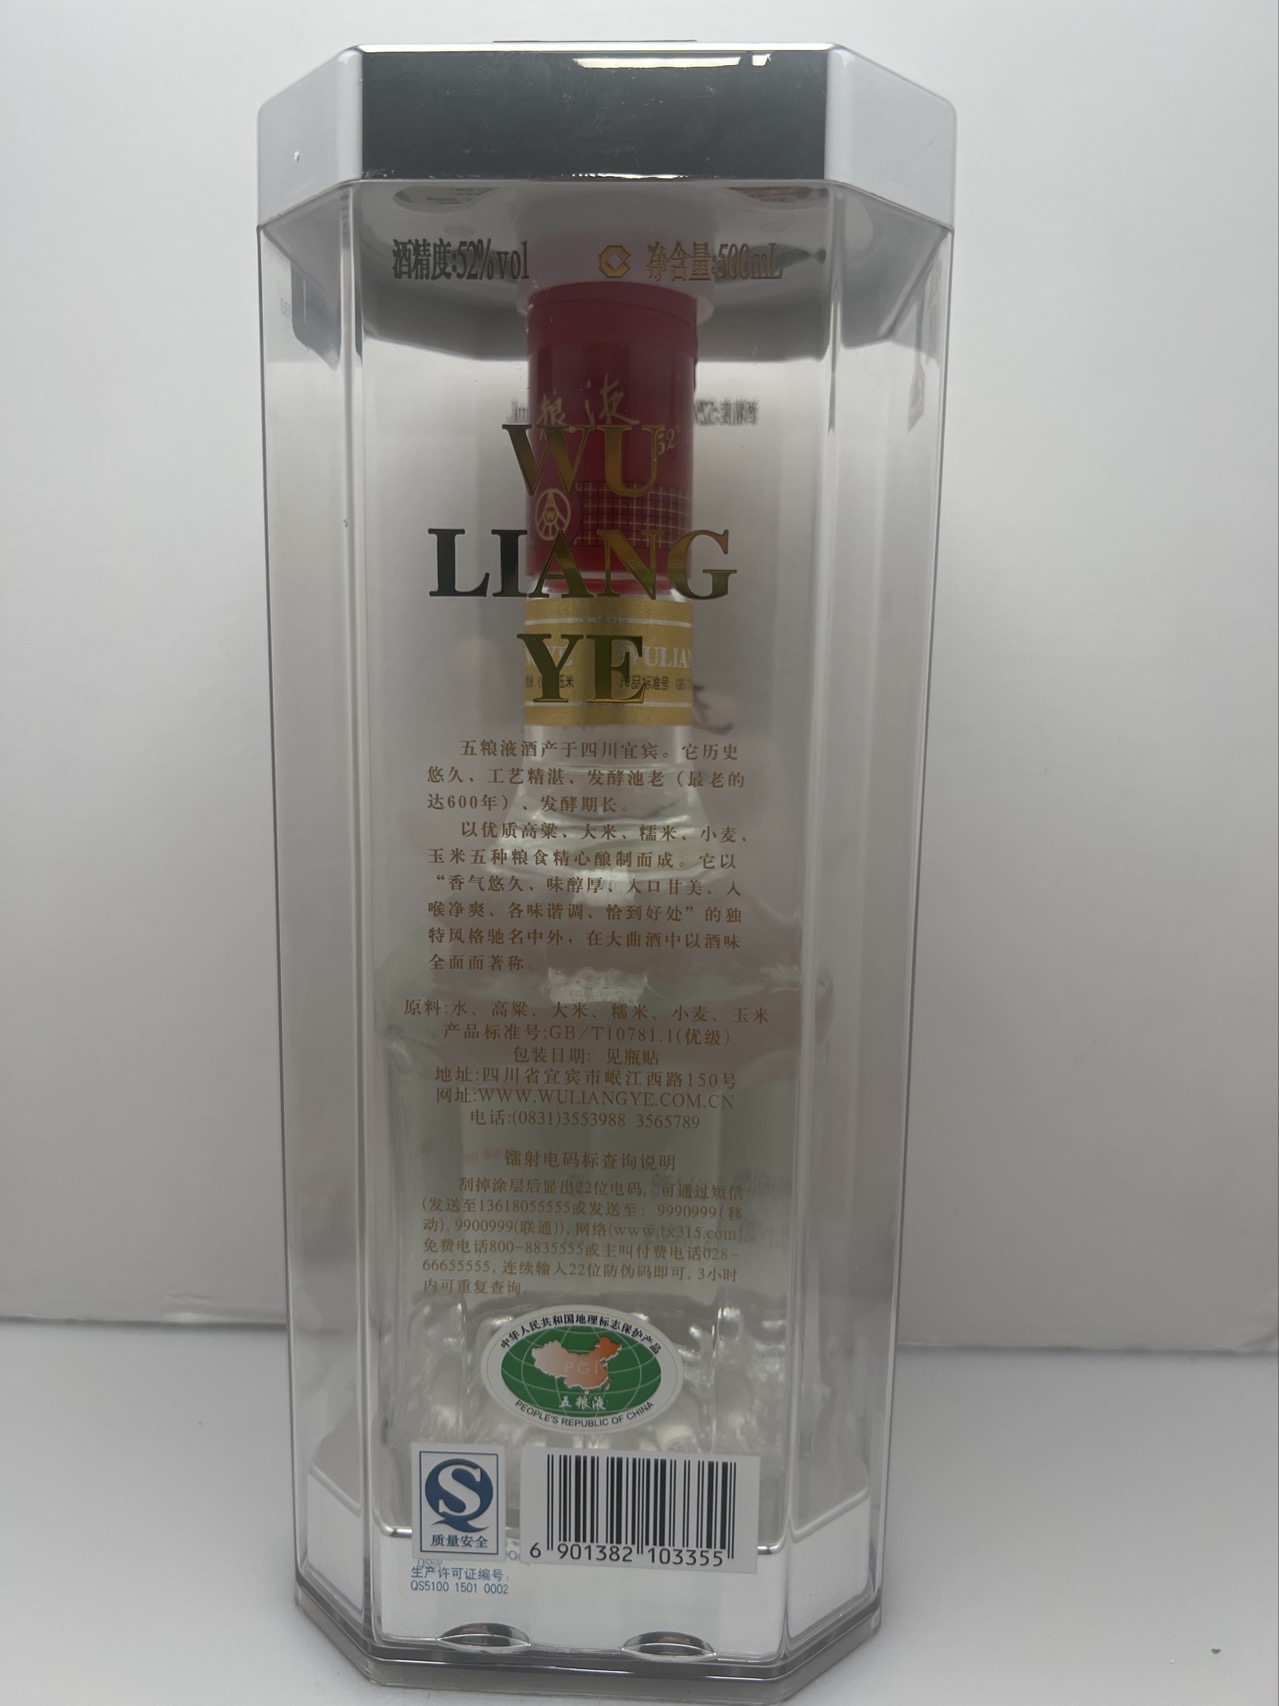 酒精度:52%vol
净含量:500mL
粮液
52°
WU
LIANG
YE
WULIAN
玉米
产品标准号 GB
五粮液酒产于四川宜宾。它历史
悠久、工艺精湛、发酵池老（最老的
达600年）、发酵期长。
以优质高粱、大米、糯米、小麦、
玉米五种粮食精心酿制而成。它以
“香气悠久、味醇厚、入口甘美、入
喉净爽、各味谐调、恰到好处”的独
特风格驰名中外，在大曲酒中以酒味
全面而著称。
原料:水、高粱、大米、糯米、小麦、玉米
产品标准号:GB/T10781.1(优级)
包装日期: 见瓶贴
地址:四川省宜宾市岷江西路150号
网址:WWW.WULIANGYE.COM.CN
电话:(0831)3553988 3565789
镭射电码标查询说明
刮掉涂层后显出22位电码，可通过短信
(发送至13618055555或发送至: 9990999(移
动)、9900999(联通)), 网络(www.tx315.com),
免费电话800-8835555或主叫付费电话028-
66655555, 连续输入22位防伪码即可。3小时
内可重复查询。
中华人民共和国地理标志保护产品
PGI
五粮液
PEOPLE'S REPUBLIC OF CHINA
质量安全
生产许可证编号:
QS5100 1501 0002
6 901382 103355